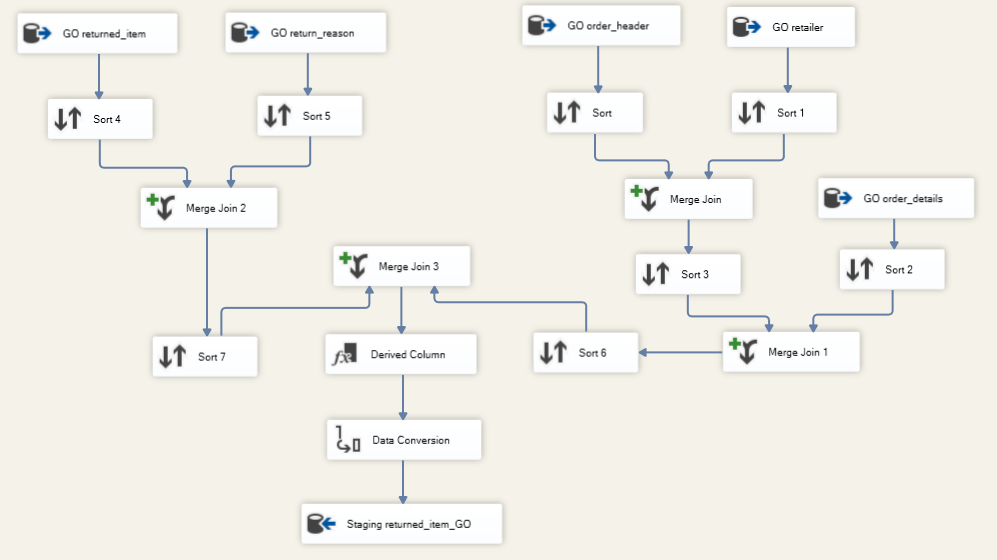 GO returned_item
GO return_reason
GO order_header
GO retailer
Sort 4
Sort 5
Sort
Sort 1
Merge Join 2
Merge Join
GO order_details
Merge Join 3
Sort 3
Sort 2
Sort 7
Derived Column
Sort 6
Merge Join 1
Data Conversion
Staging returned_item_GO